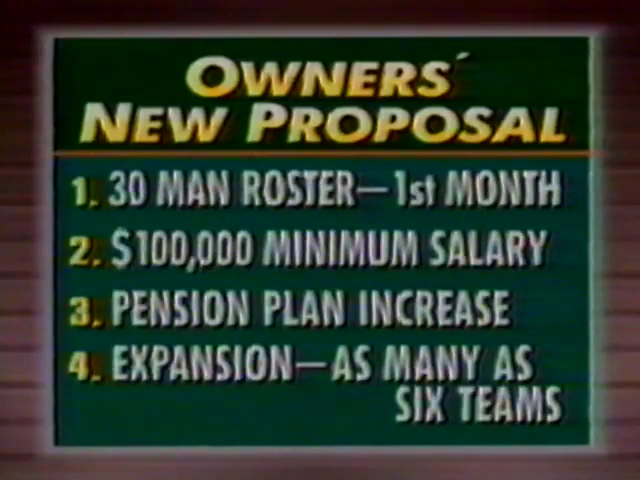 OWNERS'
NEW PROPOSAL
1. 30 MAN ROSTER—1st MONTH
2. $100,000 MINIMUM SALARY
3. PENSION PLAN INCREASE
4. EXPANSION—AS MANY AS
SIX TEAMS